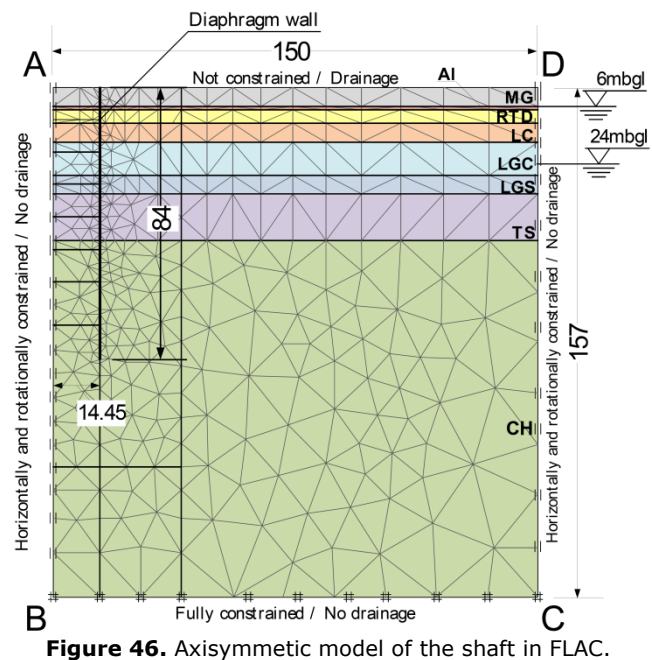 Diaphragm wall
150
A
Not constrained / Drainage
Al
D
6mbgl
MG
RTD
LC
24mbgl
LGC
LGS
TS
84
Horizontally and rotationally constrained / No drainage
Horizontally and rotationally constrained / No drainage
157
14.45
CH
B
Fully constrained / No drainage
C
Figure 46. Axisymmetic model of the shaft in FLAC.